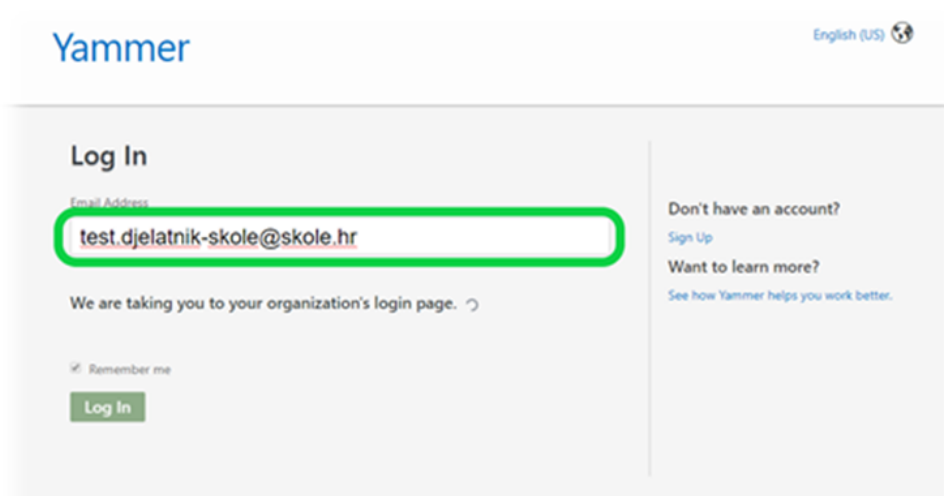 Yammer
English (US)
Log In
Email Address
test.djelatnik-skole@skole.hr
We are taking you to your organization's login page.
Remember me
Log In
Don't have an account?
Sign Up
Want to learn more?
See how Yammer helps you work better.